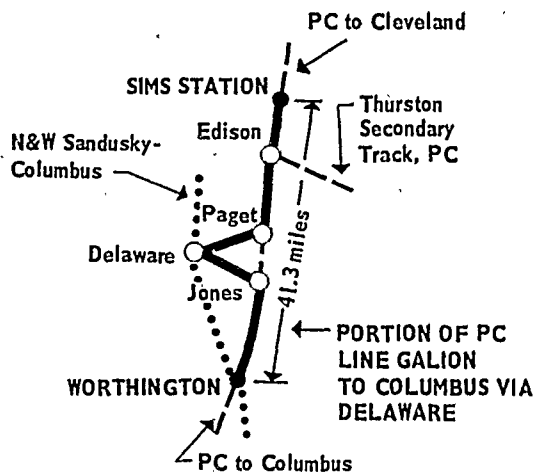 PC to Cleveland
SIMS STATION
Thurston
Secondary
Track, PC
Edison
N&W Sandusky-
Columbus
Paget
Delaware
41.3 miles
Jones
PORTION OF PC
LINE GALION
TO COLUMBUS VIA
DELAWARE
WORTHINGTON
PC to Columbus